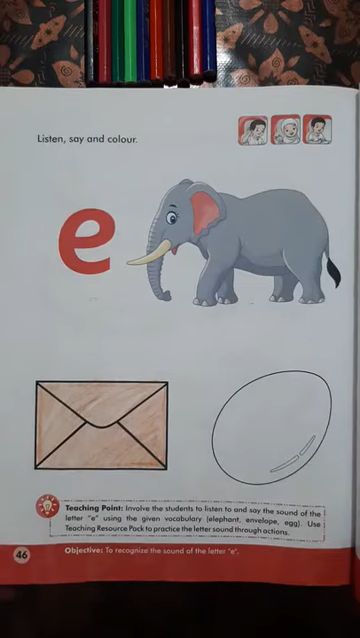 Listen, say and colour.
e
Teaching Point: Involve the students to listen to and say the sound of the
letter "e" using the given vocabulary (elephant, envelope, egg). Use
Teaching Resource Pack to practice the letter sound through actions.
46
Objective: To recognize the sound of the letter "e".